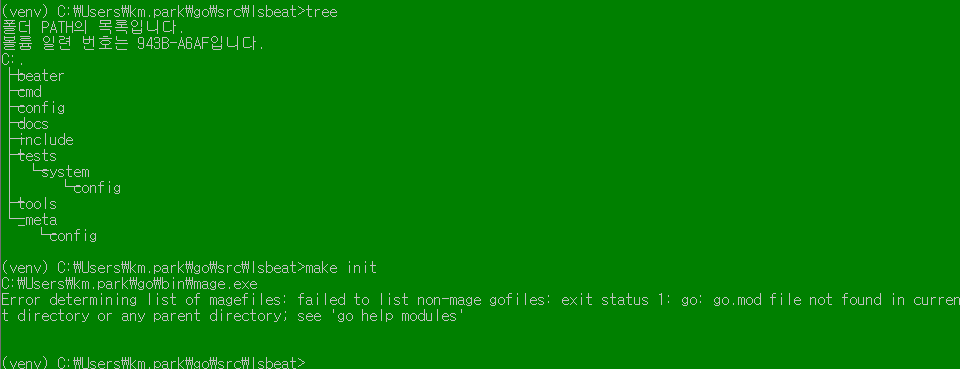 (venv) C:₩Users₩km.park₩go₩src₩lsbeat>tree
폴더 PATH의 목록입니다.
볼륨 일련 번호는 943B-A6AF입니다.
C:.
├─beater
├─cmd
├─config
├─docs
├─include
├─tests
│  └─system
│      └─config
├─tools
└─_meta
    └─config
(venv) C:₩Users₩km.park₩go₩src₩lsbeat>make init
C:₩Users₩km.park₩go₩bin₩mage.exe
Error determining list of magefiles: failed to list non-mage gofiles: exit status 1: go: go.mod file not found in curren
t directory or any parent directory; see 'go help modules'
(venv) C:₩Users₩km.park₩go₩src₩lsbeat>